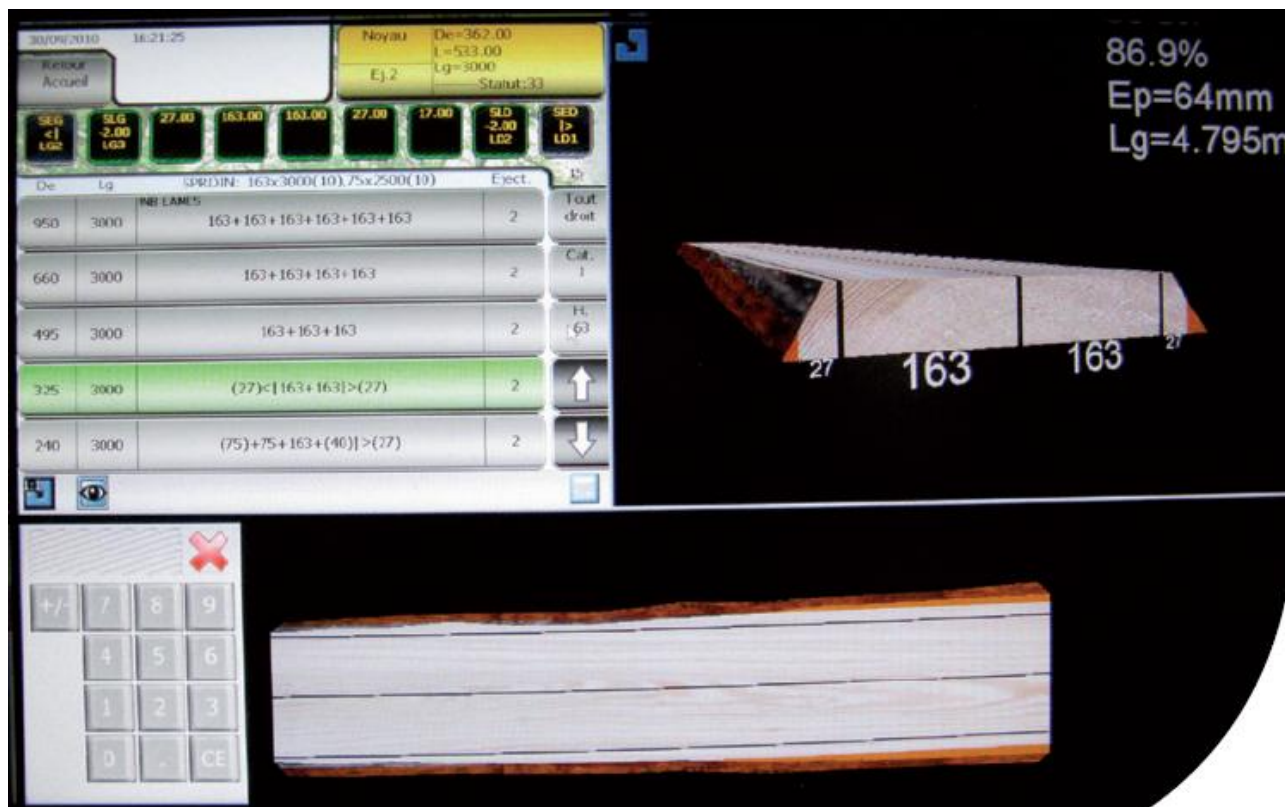 30/09/2010 16:21:25
Retour
Accueil
Noyau
Ej.2
De=362.00
L=533.00
Lg=3000
Statut:33
86.9%
Ep=64mm
Lg=4.795m
SEG
<|
LG2
SLG
-2.00
LG3
27.00
163.00
163.00
27.00
17.00
SLD
-2.00
LD2
SED
|>
LD1
De Lg SPRDIN: 163x3000(10),75x2500(10) Eject.
NB LAMES
950 3000 163+163+163+163+163+163 2
Tout
droit
660 3000 163+163+163+163 2
Cat.
1
495 3000 163+163+163 2
H.
63
325 3000 (27)<[163+163]>(27) 2
240 3000 (75)+75+163+(40)]>(27) 2
27 163 163 27
+/- 7 8 9
4 5 6
1 2 3
0 . CE